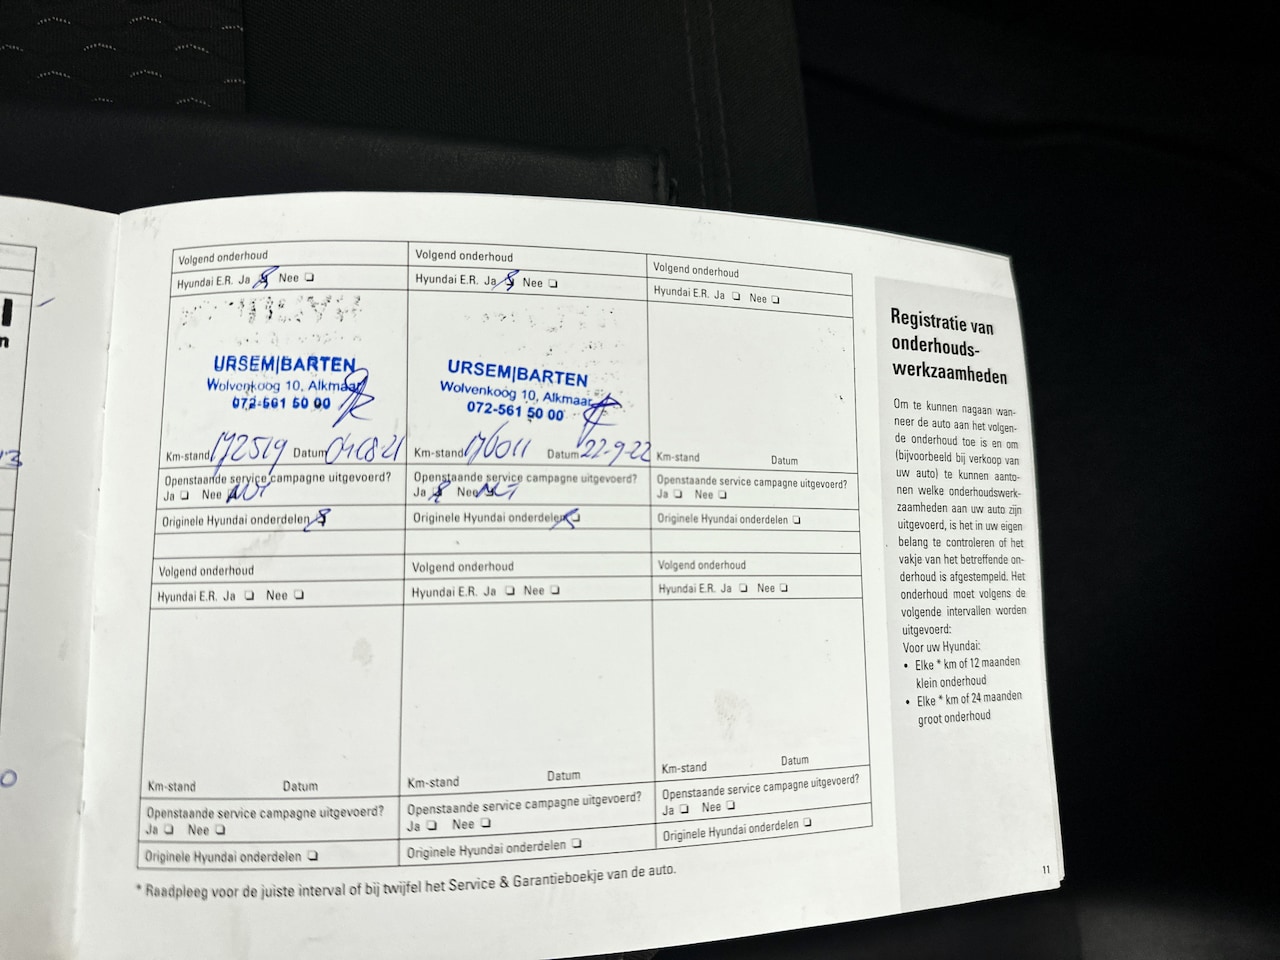 Volgend onderhoud
Hyundai E.R. Ja Nee
URSEM|BARTEN
Wolvenkoog 10, Alkmaar
072-561 50 00
Km-stand 172519 Datum 04-08-21
Openstaande service campagne uitgevoerd?
Ja Nee NVT
Originele Hyundai onderdelen
Volgend onderhoud
Hyundai E.R. Ja Nee
URSEM|BARTEN
Wolvenkoog 10, Alkmaar
072-561 50 00
Km-stand Datum 22-9-22
Openstaande service campagne uitgevoerd?
Ja Nee
Originele Hyundai onderdelen
Volgend onderhoud
Hyundai E.R. Ja Nee
Km-stand Datum
Openstaande service campagne uitgevoerd?
Ja Nee
Originele Hyundai onderdelen
Volgend onderhoud
Hyundai E.R. Ja Nee
Km-stand Datum
Openstaande service campagne uitgevoerd?
Ja Nee
Originele Hyundai onderdelen
Volgend onderhoud
Hyundai E.R. Ja Nee
Km-stand Datum
Openstaande service campagne uitgevoerd?
Ja Nee
Originele Hyundai onderdelen
Volgend onderhoud
Hyundai E.R. Ja Nee
Km-stand Datum
Openstaande service campagne uitgevoerd?
Ja Nee
Originele Hyundai onderdelen
* Raadpleeg voor de juiste interval of bij twijfel het Service & Garantieboekje van de auto.
Registratie van
onderhouds-
werkzaamheden
Om te kunnen nagaan wan-
neer de auto aan het volgen-
de onderhoud toe is en om
(bijvoorbeeld bij verkoop van
uw auto) te kunnen aanto-
nen welke onderhoudswerk-
zaamheden aan uw auto zijn
uitgevoerd, is het in uw eigen
belang te controleren of het
vakje van het betreffende on-
derhoud is afgestempeld. Het
onderhoud moet volgens de
volgende intervallen worden
uitgevoerd:
Voor uw Hyundai:
• Elke * km of 12 maanden
klein onderhoud
• Elke * km of 24 maanden
groot onderhoud
11